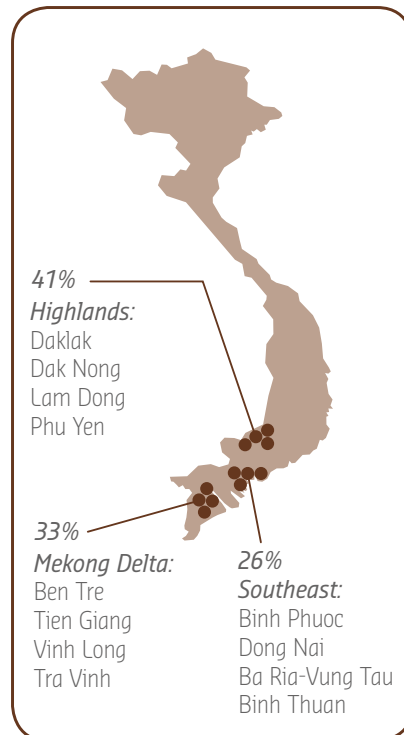 41%
Highlands:
Daklak
Dak Nong
Lam Dong
Phu Yen
33%
Mekong Delta:
Ben Tre
Tien Giang
Vinh Long
Tra Vinh
26%
Southeast:
Binh Phuoc
Dong Nai
Ba Ria-Vung Tau
Binh Thuan